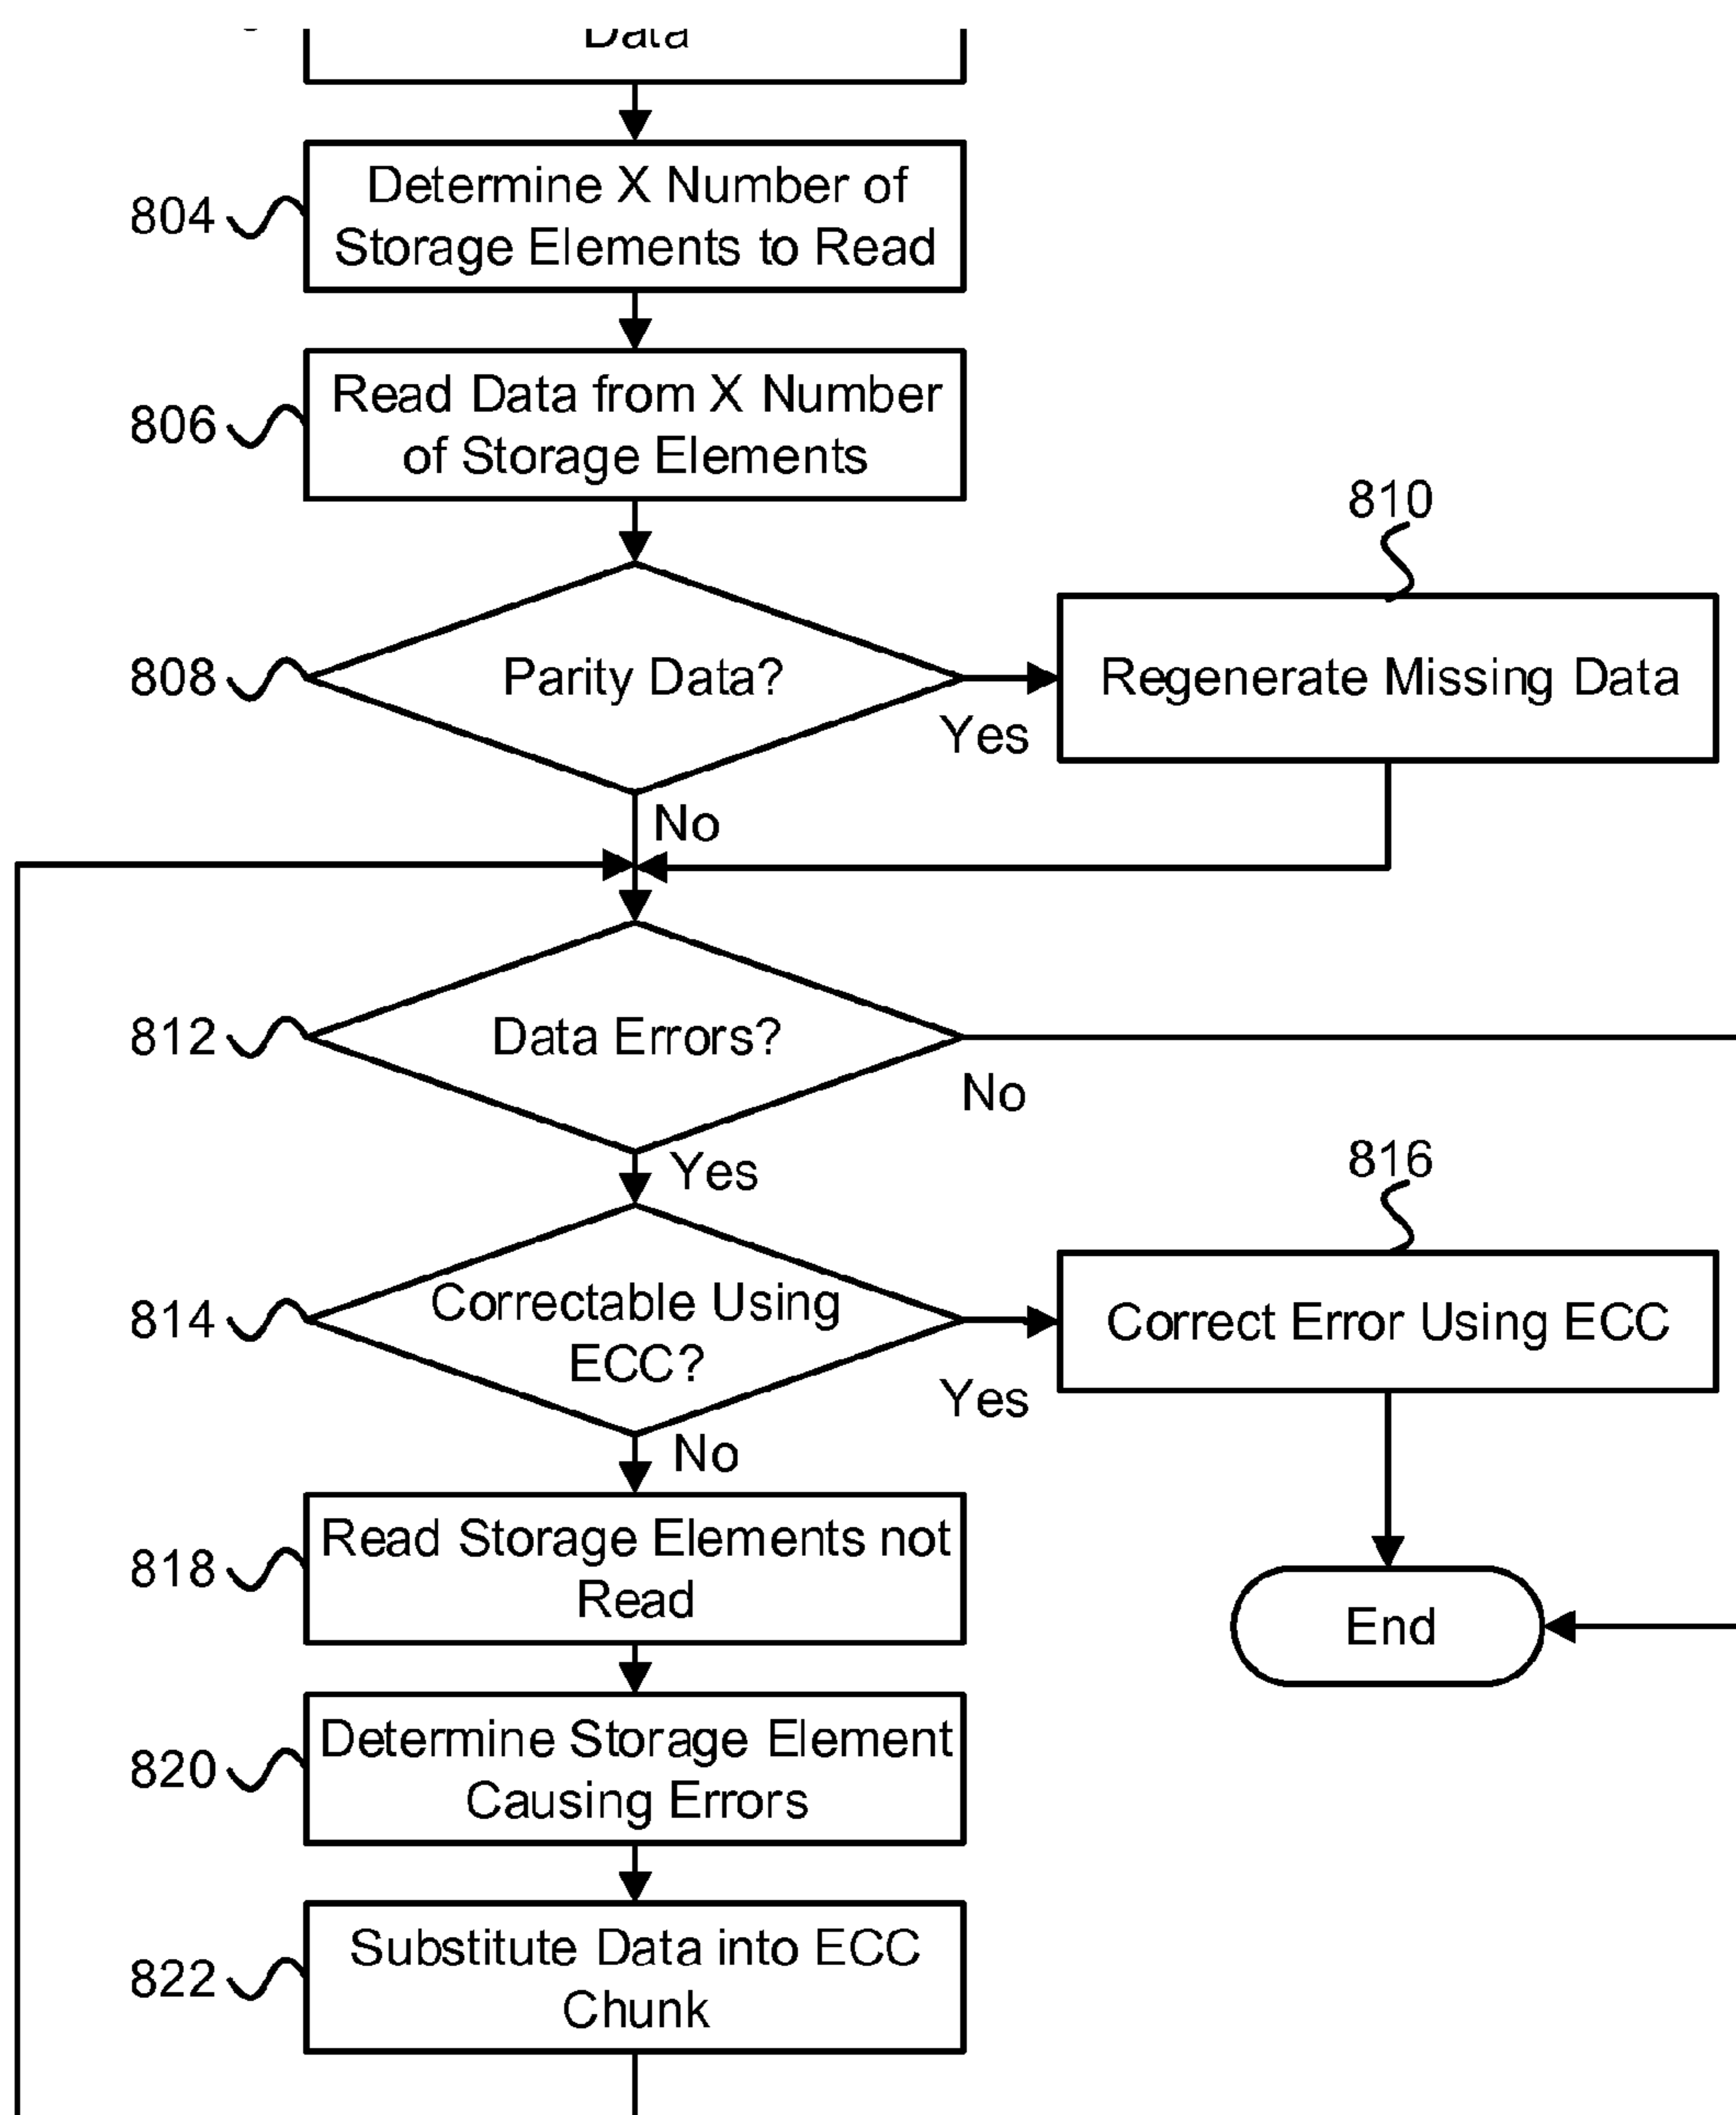 Data
804
Determine X Number of
Storage Elements to Read
806
Read Data from X Number
of Storage Elements
810
808
Parity Data?
Regenerate Missing Data
Yes
No
812
Data Errors?
No
Yes
816
814
Correctable Using
ECC?
Correct Error Using ECC
Yes
No
818
Read Storage Elements not
Read
End
820
Determine Storage Element
Causing Errors
822
Substitute Data into ECC
Chunk